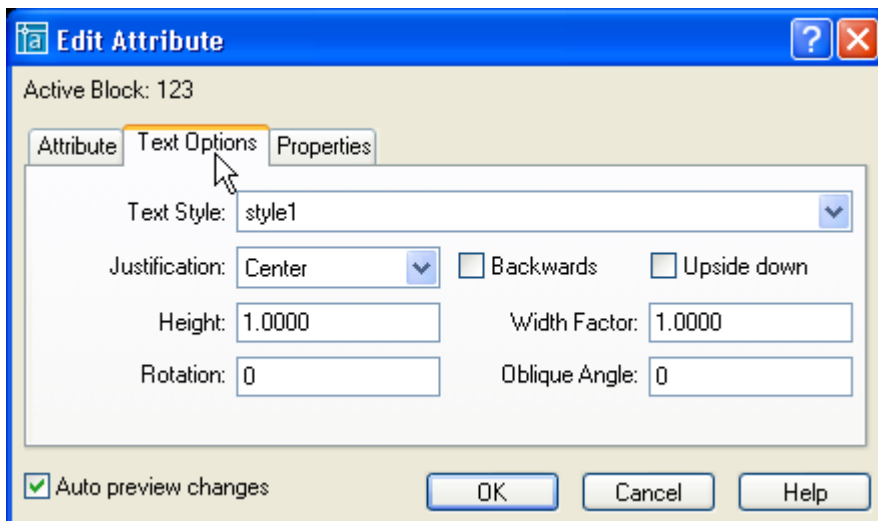 Edit Attribute
Active Block: 123
Attribute Text Options Properties
Text Style: style1
Justification: Center Backwards Upside down
Height: 1.0000 Width Factor: 1.0000
Rotation: 0 Oblique Angle: 0
Auto preview changes OK Cancel Help